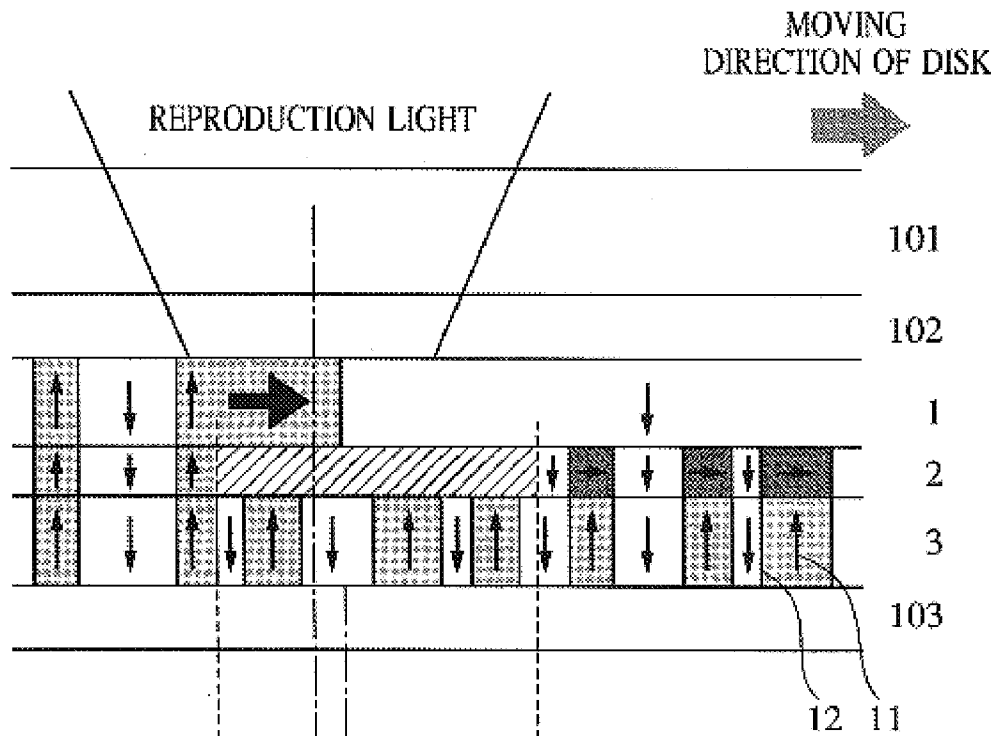 MOVING
DIRECTION OF DISK
REPRODUCTION LIGHT
101
102
1
2
3
103
12
11